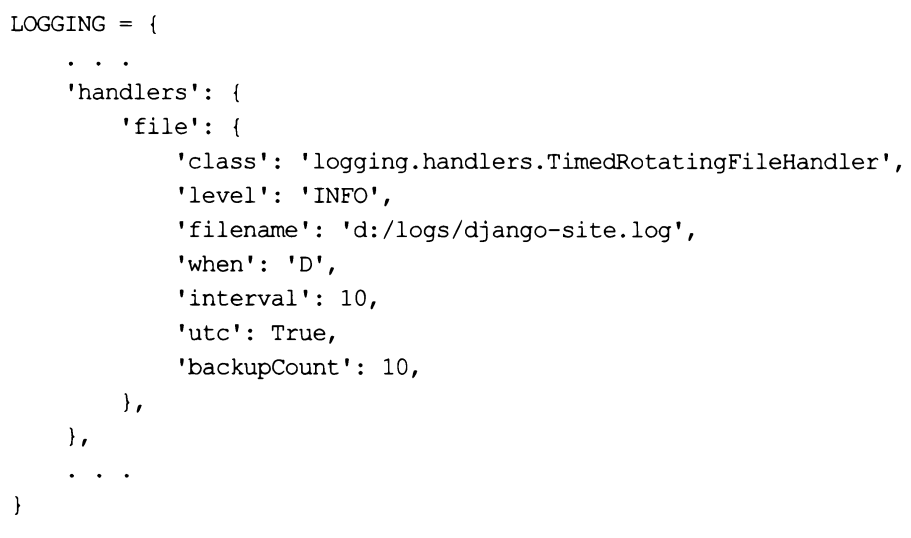 LOGGING = {
    . . .
    'handlers': {
        'file': {
            'class': 'logging.handlers.TimedRotatingFileHandler',
            'level': 'INFO',
            'filename': 'd:/logs/django-site.log',
            'when': 'D',
            'interval': 10,
            'utc': True,
            'backupCount': 10,
        },
    },
    . . .
}